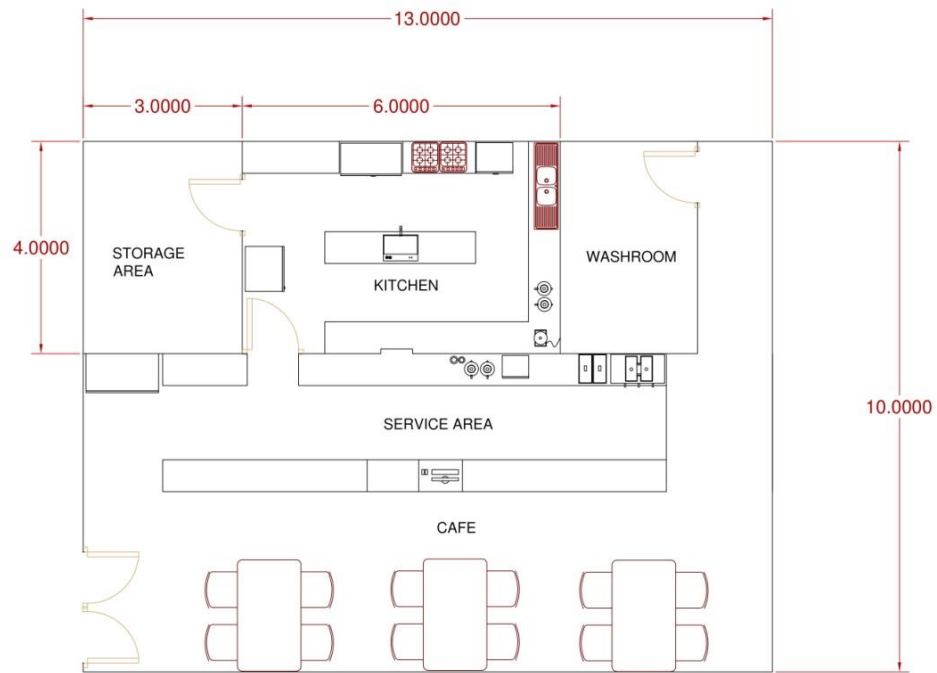 13.0000
3.0000
6.0000
4.0000
STORAGE
AREA
WASHROOM
KITCHEN
10.0000
SERVICE AREA
CAFE